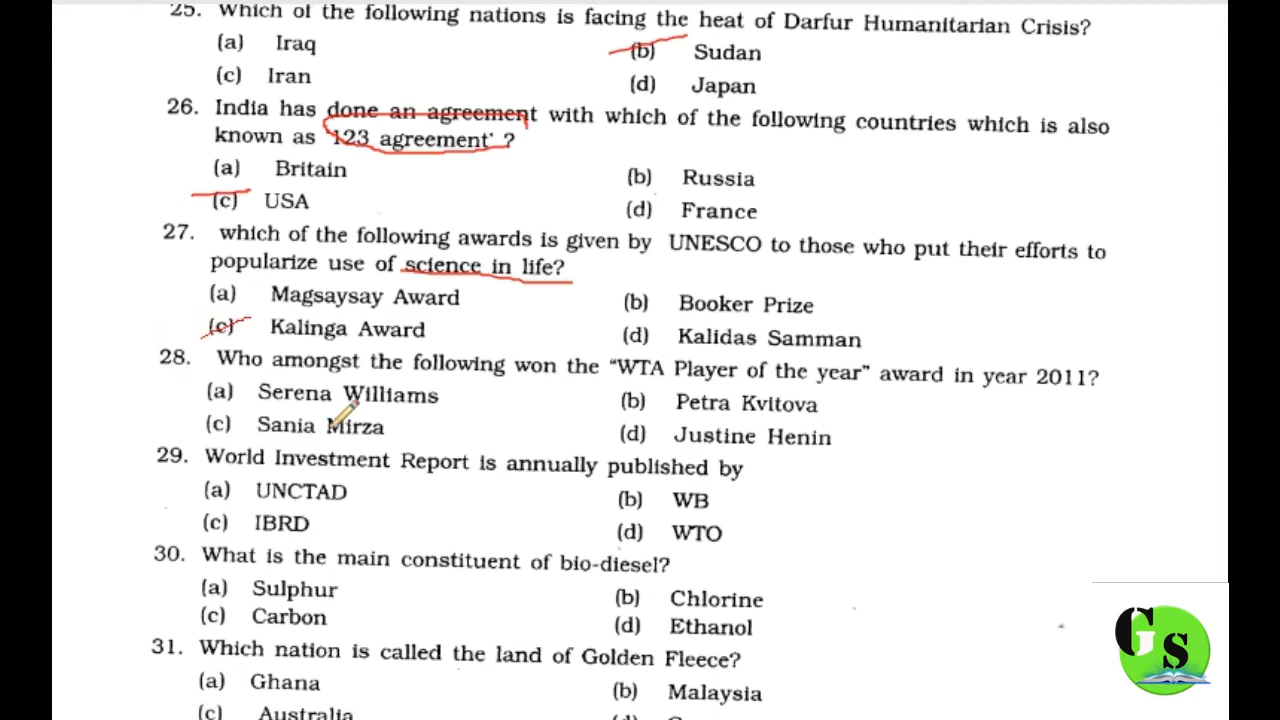 25. Which of the following nations is facing the heat of Darfur Humanitarian Crisis?
(a) Iraq (b) Sudan
(c) Iran (d) Japan
26. India has done an agreement with which of the following countries which is also
known as '123 agreement' ?
(a) Britain (b) Russia
(c) USA (d) France
27. which of the following awards is given by UNESCO to those who put their efforts to
popularize use of science in life?
(a) Magsaysay Award (b) Booker Prize
(c) Kalinga Award (d) Kalidas Samman
28. Who amongst the following won the "WTA Player of the year" award in year 2011?
(a) Serena Williams (b) Petra Kvitova
(c) Sania Mirza (d) Justine Henin
29. World Investment Report is annually published by
(a) UNCTAD (b) WB
(c) IBRD (d) WTO
30. What is the main constituent of bio-diesel?
(a) Sulphur (b) Chlorine
(c) Carbon (d) Ethanol
31. Which nation is called the land of Golden Fleece?
(a) Ghana (b) Malaysia
(c) Australia
GS